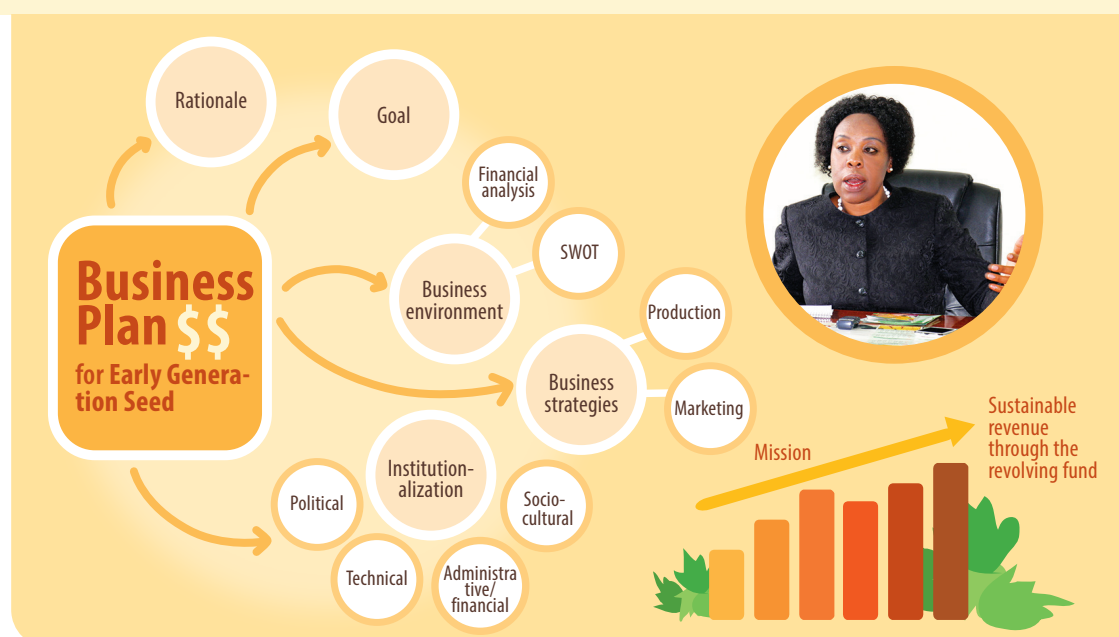 Rationale
Goal
Financial
analysis
SWOT
Business
environment
Production
Business
strategies
Marketing
Business
Plan $$
for Early Genera-
tion Seed
Institution-
alization
Political
Technical
Administra
tive/
financial
Socio-
cultural
Mission
Sustainable
revenue
through the
revolving fund